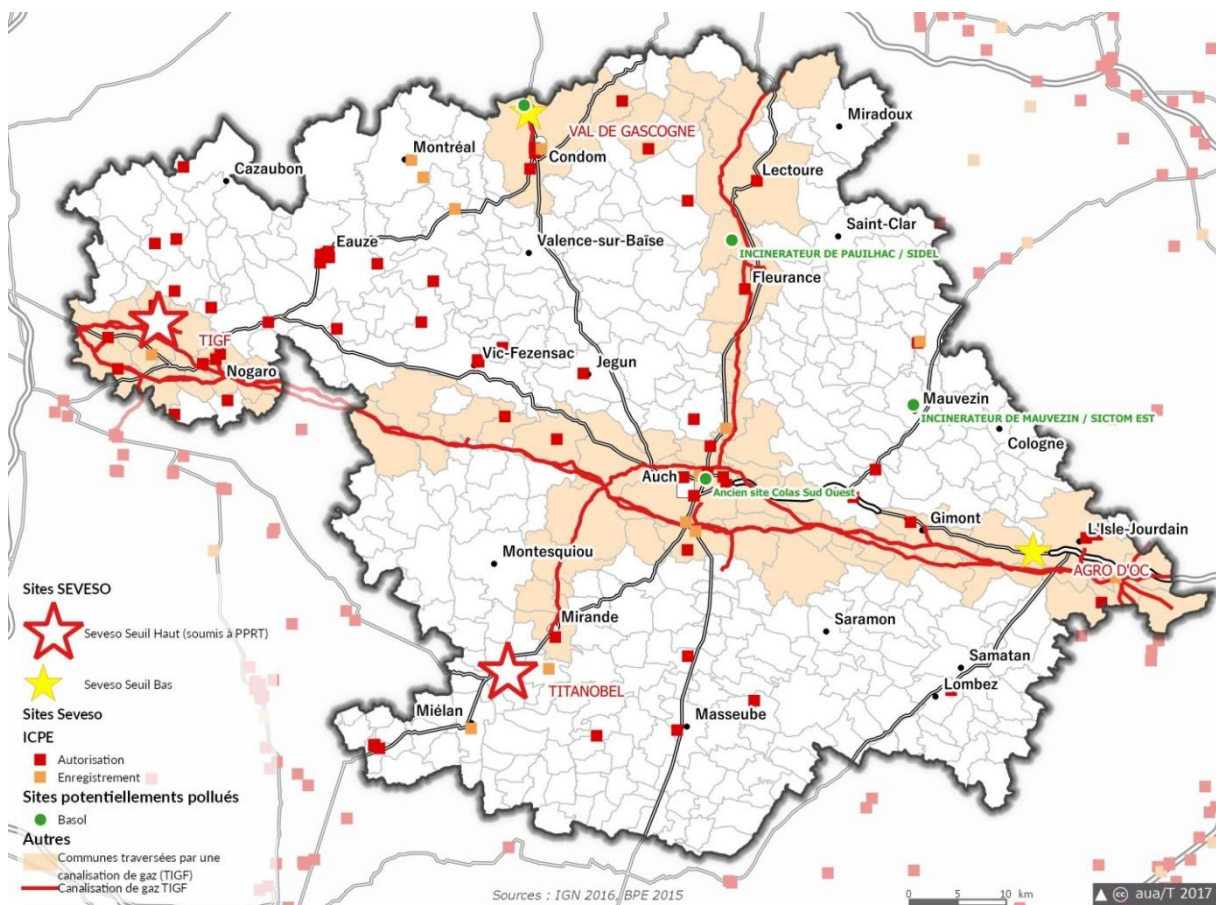 Miradoux
VAL DE GASCOGNE
Montréal
Condom
Cazaubon
Lectoure
Saint-Clar
Eauze
Valence-sur-Baïse
INCINERATEUR DE PAUILHAC / SIDEL
Fleurance
TIGF
Vic-Fezensac
Jegun
Nogaro
Mauvezin
INCINERATEUR DE MAUVEZIN / SICTOM EST
Cologne
Auch
Ancien site Colas Sud Ouest
Gimont
L'Isle-Jourdain
Montesquiou
AGRO D'OC
Mirande
Saramon
Samatan
TITANOBEL
Lombez
Miélan
Masseube
Sites SEVESO
Seveso Seuil Haut (soumis à PPRT)
Seveso Seuil Bas
Sites Seveso
ICPE
Autorisation
Enregistrement
Sites potentiellements pollués
Basol
Autres
Communes traversées par une
canalisation de gaz (TIGF)
Canalisation de gaz TIGF
Sources : IGN 2016, BPE 2015
0 5 10 km
▲ cc aua/T 2017